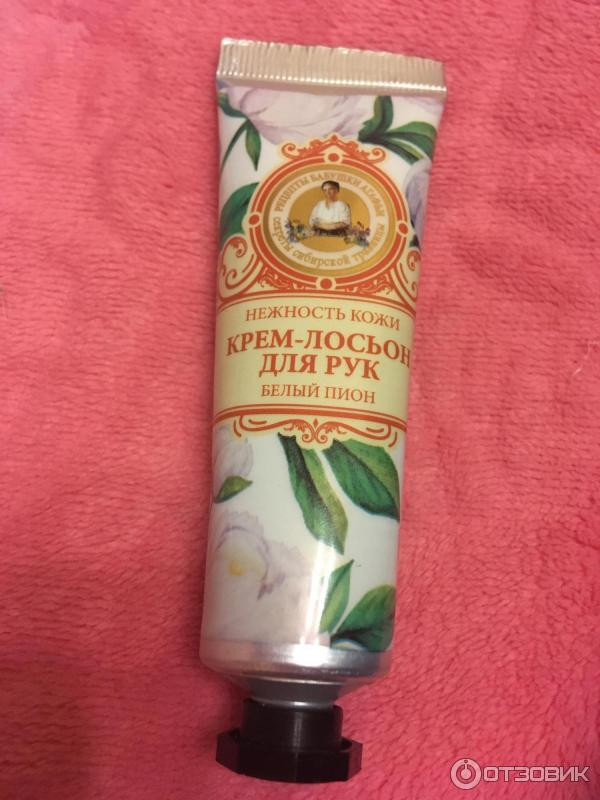 РЕЦЕПТЫ БАБУШКИ АГАФЬИ
секреты сибирской травницы
НЕЖНОСТЬ КОЖИ
КРЕМ-ЛОСЬОН
ДЛЯ РУК
БЕЛЫЙ ПИОН
ОТЗОВИК